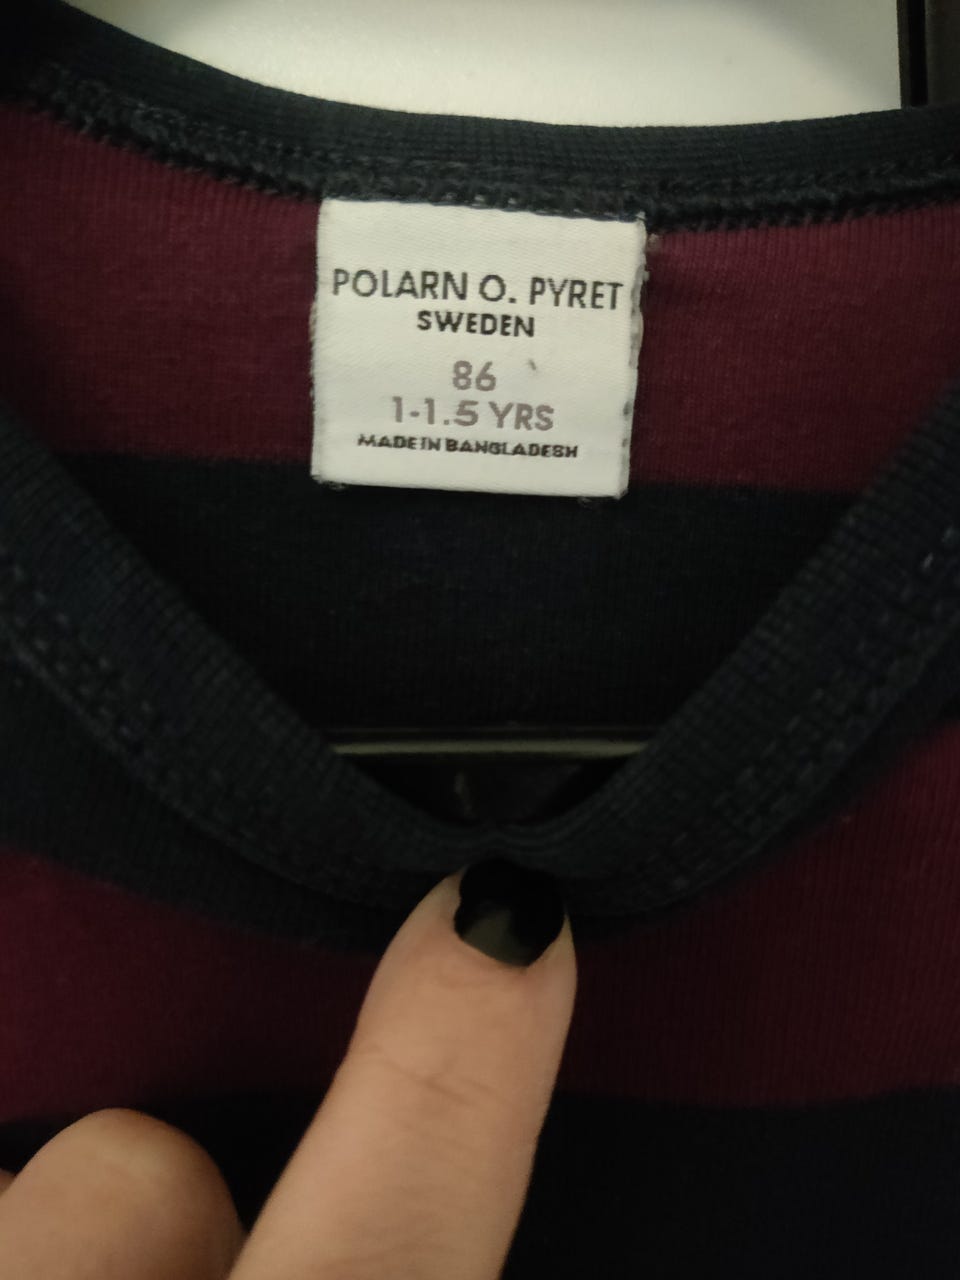 POLARN O. PYRET
SWEDEN
86
1-1.5 YRS
MADE IN BANGLADESH